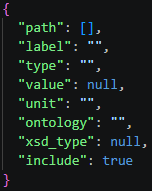 {
  "path": [],
  "label": "",
  "type": "",
  "value": null,
  "unit": "",
  "ontology": "",
  "xsd_type": null,
  "include": true
}